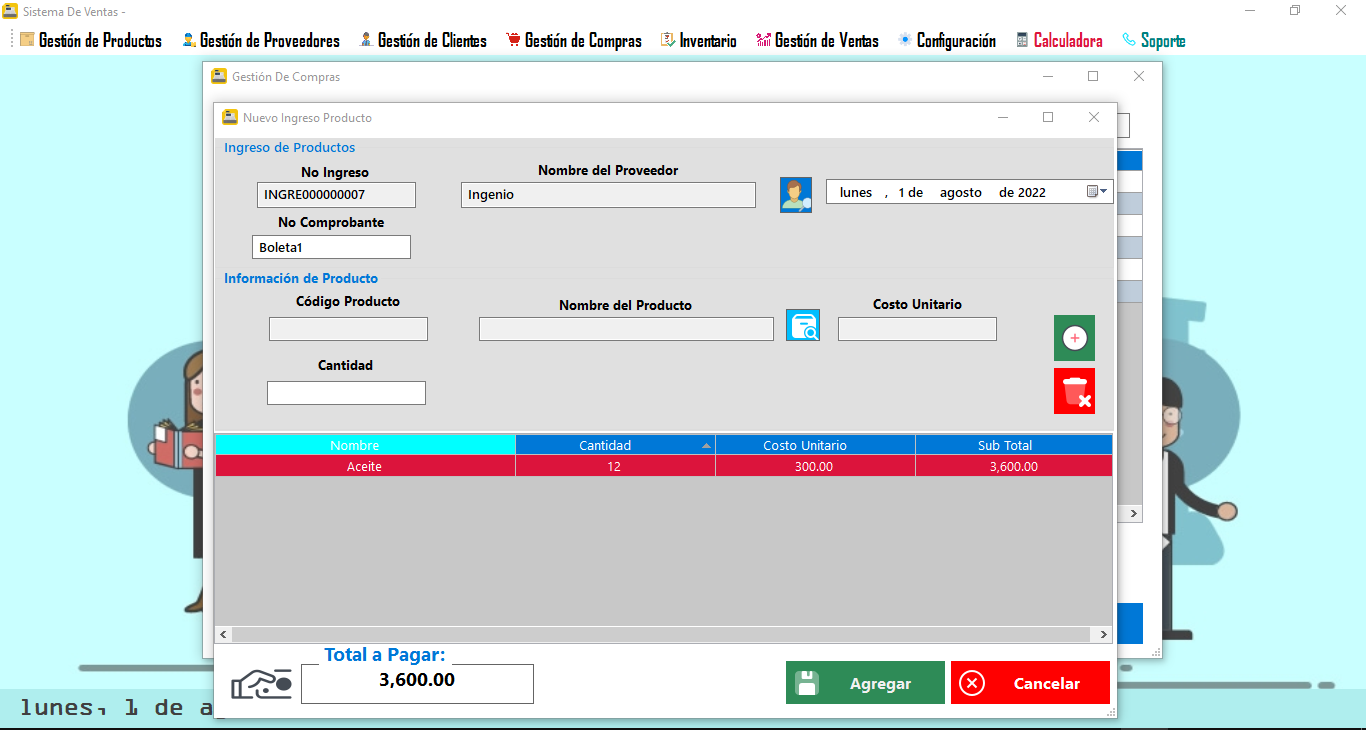 Sistema De Ventas -
Gestión de Productos Gestión de Proveedores Gestión de Clientes Gestión de Compras Inventario Gestión de Ventas Configuración Calculadora Soporte
Gestión De Compras
Nuevo Ingreso Producto
Ingreso de Productos
No Ingreso
Nombre del Proveedor
INGRE000000007
Ingenio
lunes , 1 de agosto de 2022
No Comprobante
Boleta1
Información de Producto
Código Producto
Nombre del Producto
Costo Unitario
Cantidad
Nombre Cantidad Costo Unitario Sub Total
Aceite 12 300.00 3,600.00
Total a Pagar:
3,600.00
Agregar
Cancelar
lunes, 1 de a